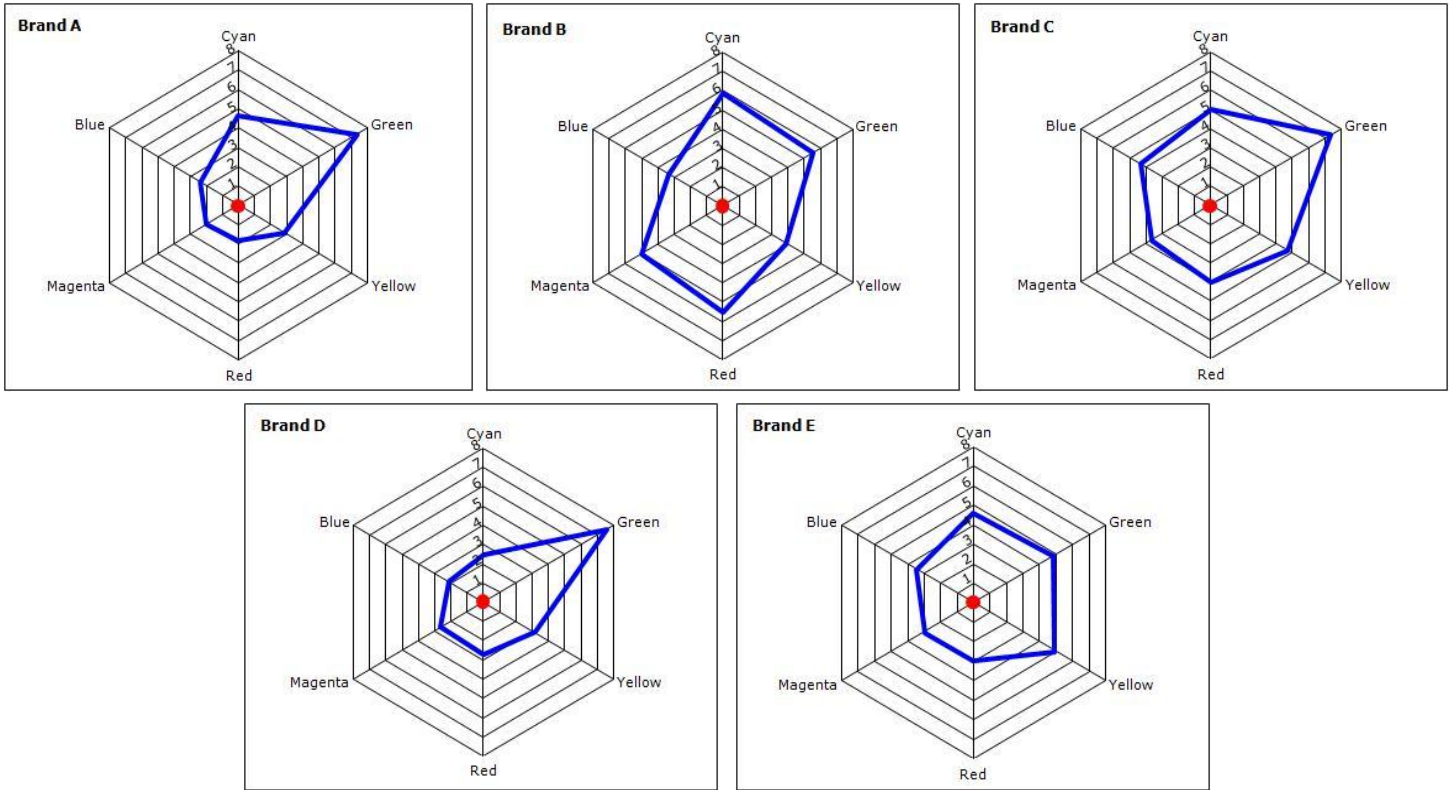 Brand A
Cyan
8
7
6
5
4
3
2
1
Blue
Green
Magenta
Yellow
Red
Brand B
Cyan
8
7
6
5
4
3
2
1
Blue
Green
Magenta
Yellow
Red
Brand C
Cyan
8
7
6
5
4
3
2
1
Blue
Green
Magenta
Yellow
Red
Brand D
Cyan
8
7
6
5
4
3
2
1
Blue
Green
Magenta
Yellow
Red
Brand E
Cyan
8
7
6
5
4
3
2
1
Blue
Green
Magenta
Yellow
Red